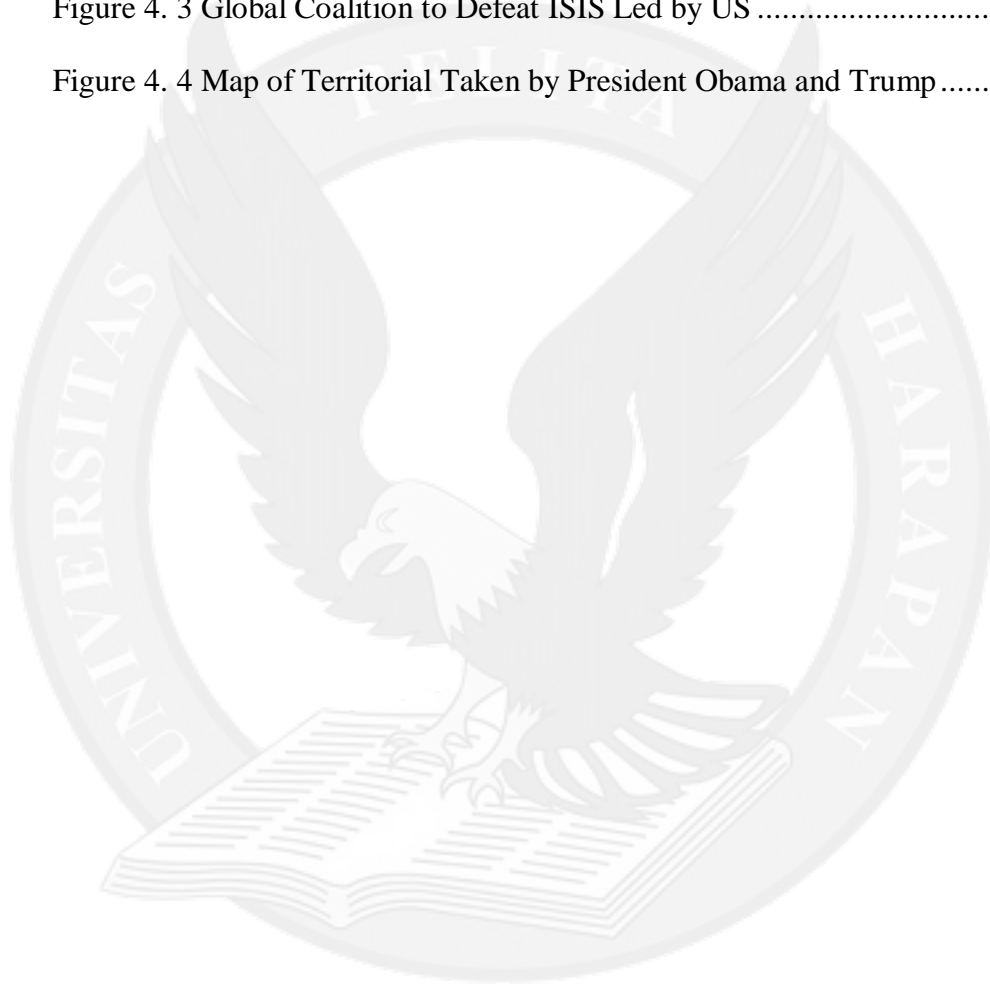 Figure 4. 3 Global Coalition to Defeat ISIS Led by US ............................
Figure 4. 4 Map of Territorial Taken by President Obama and Trump ......
UNIVERSITAS PELITA HARAPAN